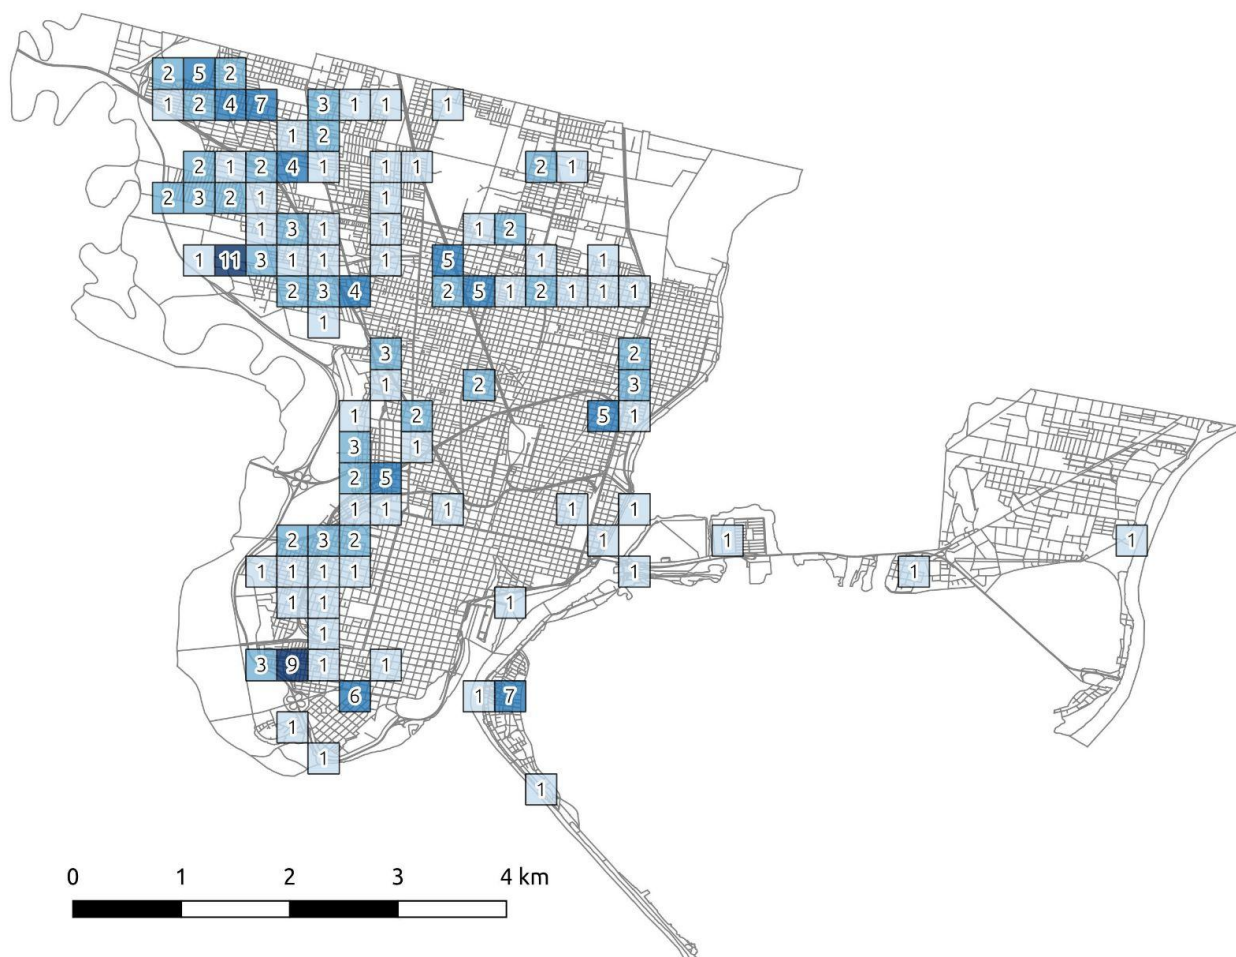 2 5 2
1 2 4 7 3 1 1 1
1 2
2 1 2 4 1 1 1 2 1
2 3 2 1 1
1 3 1 1 1 2
1 11 3 1 1 1 5 1 1
2 3 4 2 5 1 2 1 1 1
1
3 2
1 2 3
1 2 5 1
3 1
2 5
1 1 1 1 1
2 3 2 1 1 1
1 1 1 1 1 1
1 1 1
1
3 9 1 1
6 1 7
1
1
1
0 1 2 3 4 km